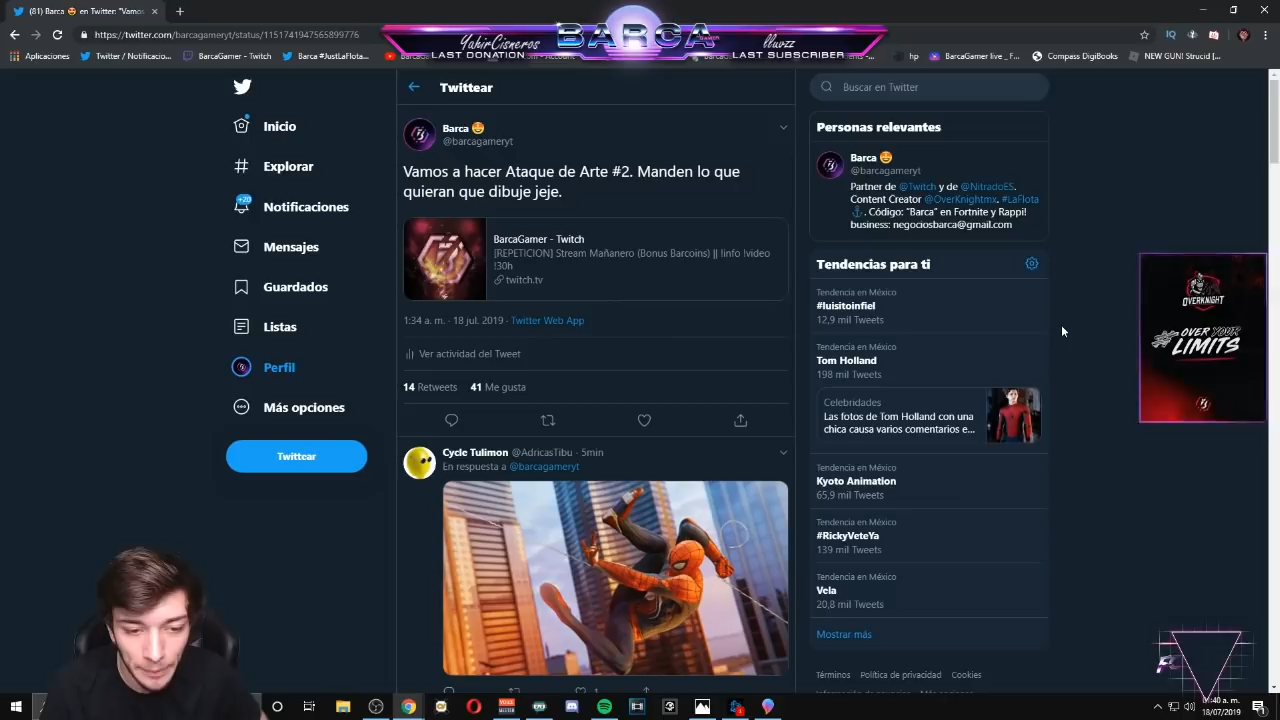 (81) Barca 🤩 en Twitter: "Vamos
https://twitter.com/barcagameryt/status/1151741947565899776
YahirCisneros
LAST DONATION
BARCA
lluvzz
LAST SUBSCRIBER
Aplicaciones
Twitter / Notificacio...
BarcaGamer - Twitch
Barca #JustLaFlota...
hp
BarcaGamer live _ F...
Compass DigiBooks
NEW GUN! Strucid |...
Inicio
Explorar
+20
Notificaciones
Mensajes
Guardados
Listas
Perfil
Más opciones
Twittear
Twittear
Barca 🤩
@barcagameryt
Vamos a hacer Ataque de Arte #2. Manden lo que
quieran que dibuje jeje.
BarcaGamer - Twitch
[REPETICION] Stream Mañanero (Bonus Barcoins) || !info !video
!30h
twitch.tv
1:34 a. m. · 18 jul. 2019 · Twitter Web App
Ver actividad del Tweet
14 Retweets 41 Me gusta
Cycle Tulimon @AdricasTibu · 5min
En respuesta a @barcagameryt
1
Buscar en Twitter
Personas relevantes
Barca 🤩
@barcagameryt
Partner de @Twitch y de @NitradoES.
Content Creator @OverKnightmx. #LaFlota
⚓. Código: "Barca" en Fortnite y Rappi!
business: negociosbarca@gmail.com
Tendencias para ti
Tendencia en México
#luisitoinfiel
12,9 mil Tweets
Tendencia en México
Tom Holland
198 mil Tweets
Celebridades
Las fotos de Tom Holland con una
chica causa varios comentarios e...
Tendencia en México
Kyoto Animation
65,9 mil Tweets
Tendencia en México
#RickyVeteYa
139 mil Tweets
Tendencia en México
Vela
20,8 mil Tweets
Mostrar más
Términos Política de privacidad Cookies
OVERKNIGHT
#OVER YOUR
LIMITS
18/07/2019